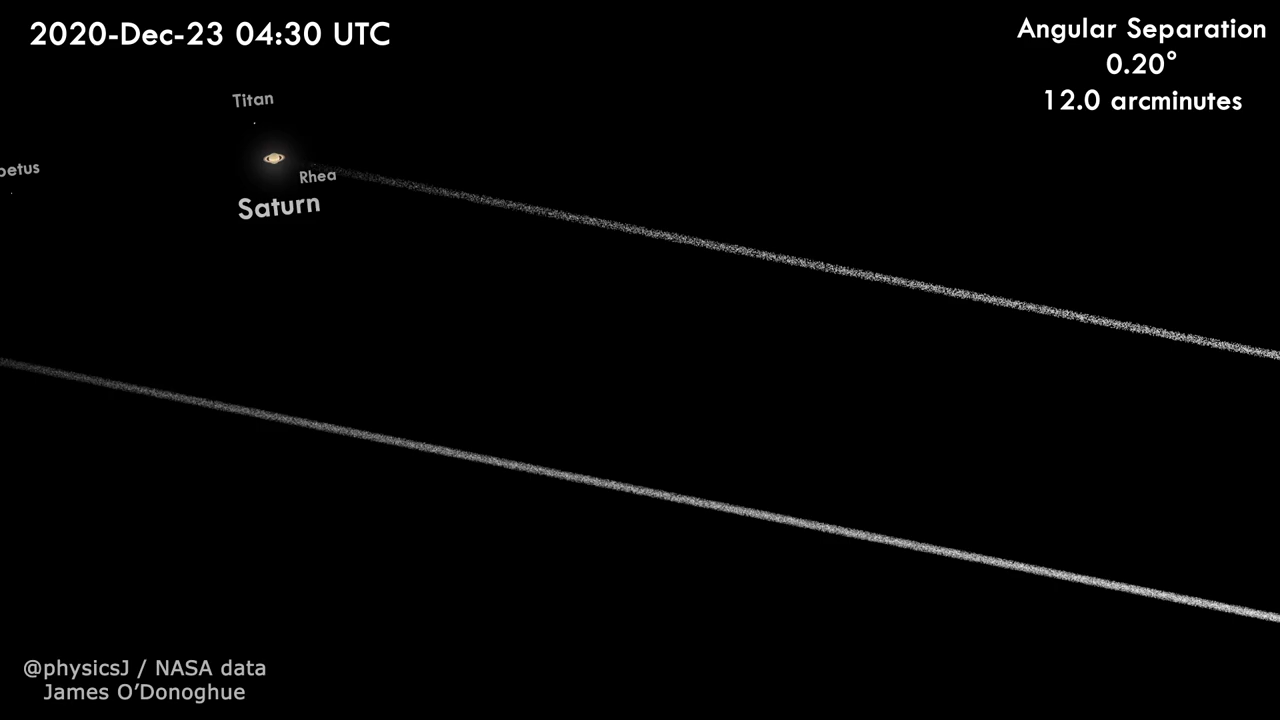 2020-Dec-23 04:30 UTC
Angular Separation
0.20°
12.0 arcminutes
Titan
petus
Rhea
Saturn
@physicsJ / NASA data
James O'Donoghue